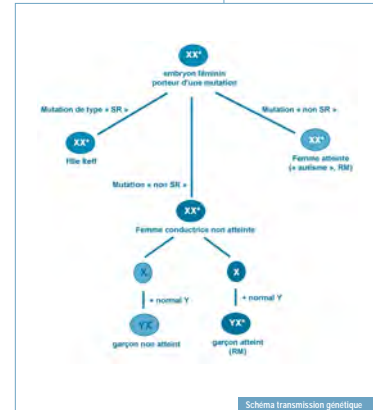 XX*
embryon féminin
porteur d'une mutation
Mutation de type « SR »
Mutation « non SR »
XX*
fille Rett
XX*
Femme atteinte
(« autisme », RM)
Mutation « non SR »
XX*
Femme conductrice non atteinte
X
X
+ normal Y
+ normal Y
YX
YX*
garçon non atteint
garçon atteint
(RM)
Schéma transmission génétique